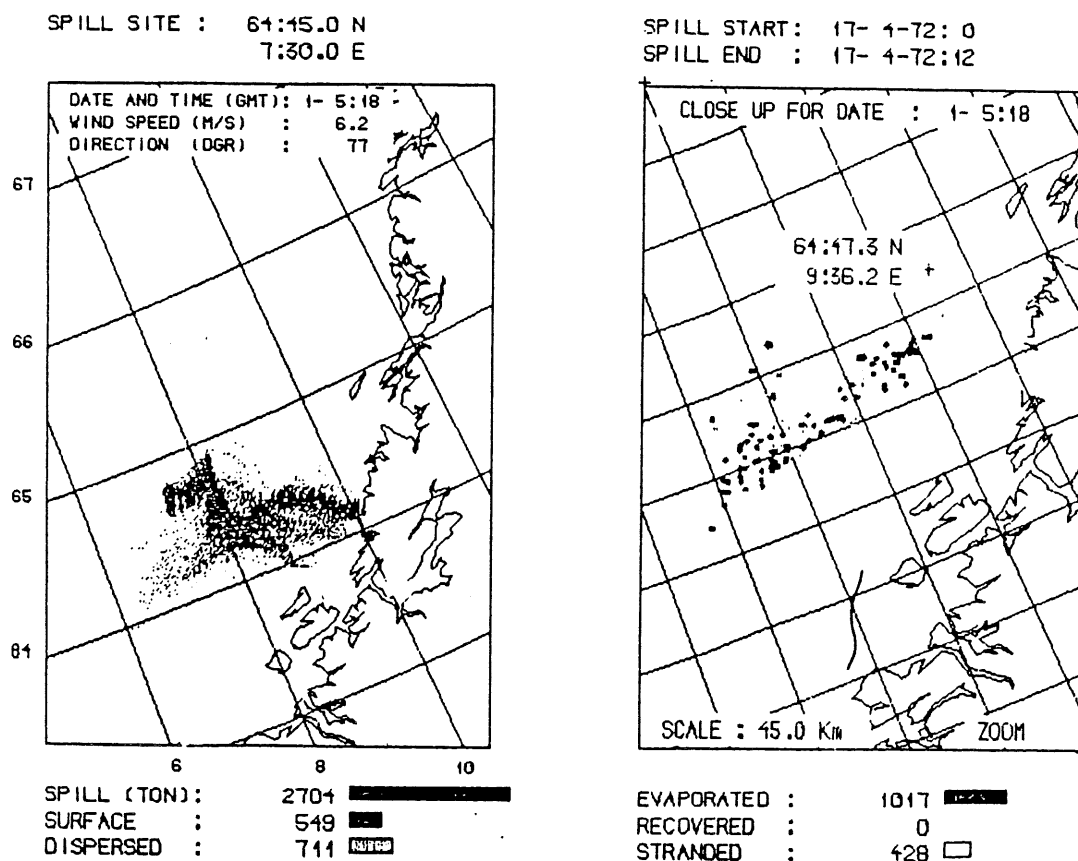 SPILL SITE : 64:45.0 N
7:30.0 E
DATE AND TIME (GMT): 1- 5:18
WIND SPEED (M/S) : 6.2
DIRECTION (DGR) : 77
67
66
65
64
6 8 10
SPILL (TON): 2704
SURFACE : 549
DISPERSED : 711
SPILL START: 17- 4-72: 0
SPILL END : 17- 4-72:12
CLOSE UP FOR DATE : 1- 5:18
64:47.3 N
9:36.2 E
SCALE : 45.0 Km ZOOM
EVAPORATED : 1017
RECOVERED : 0
STRANDED : 428